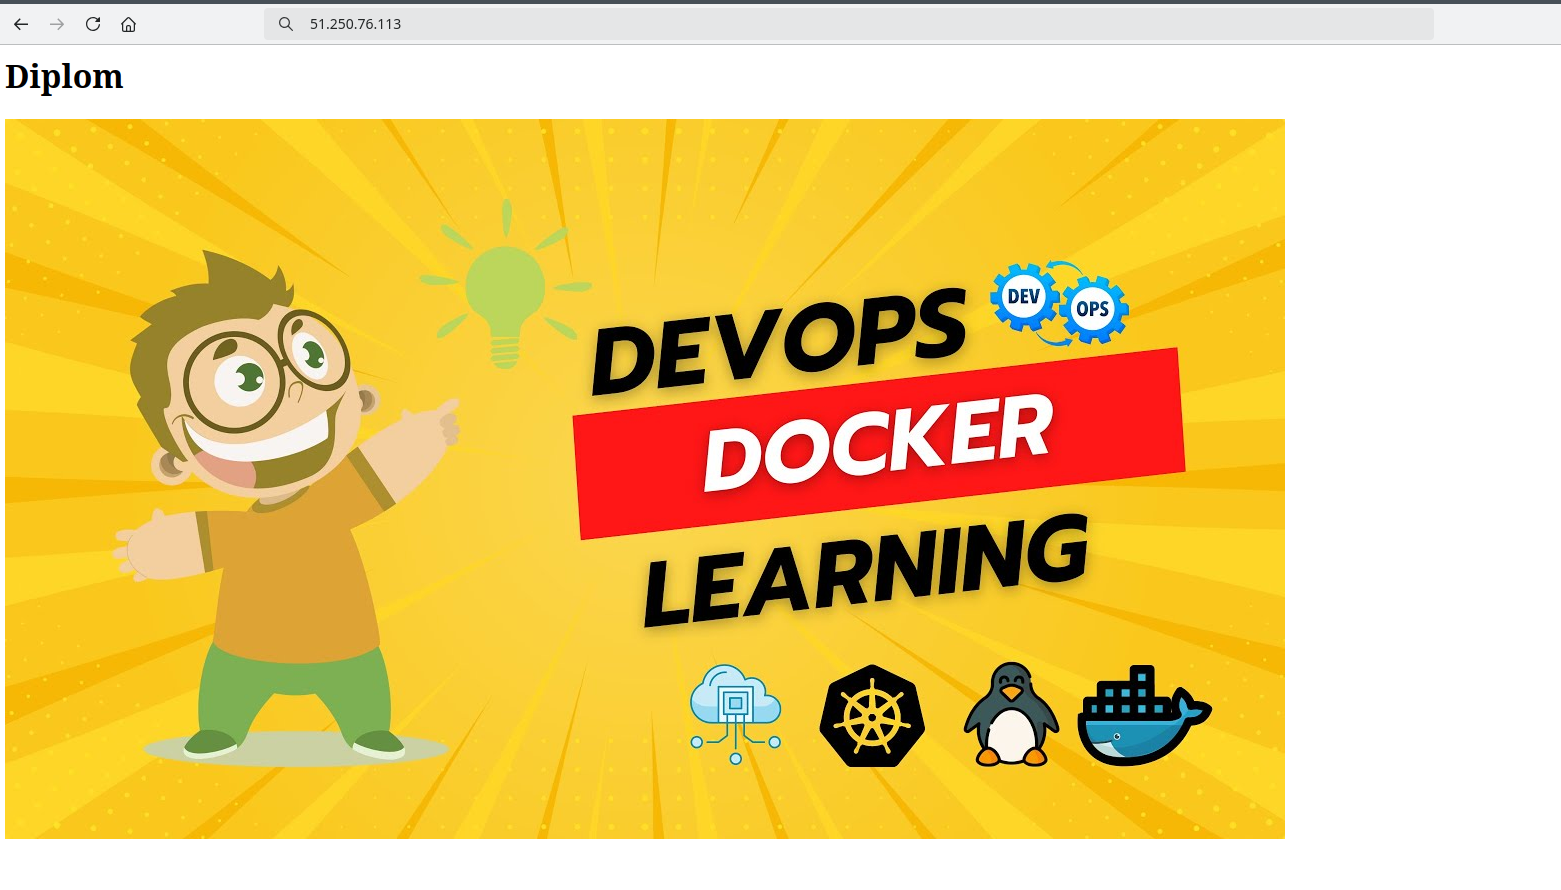 51.250.76.113
Diplom
DEVOPS
DEV
OPS
DOCKER
LEARNING